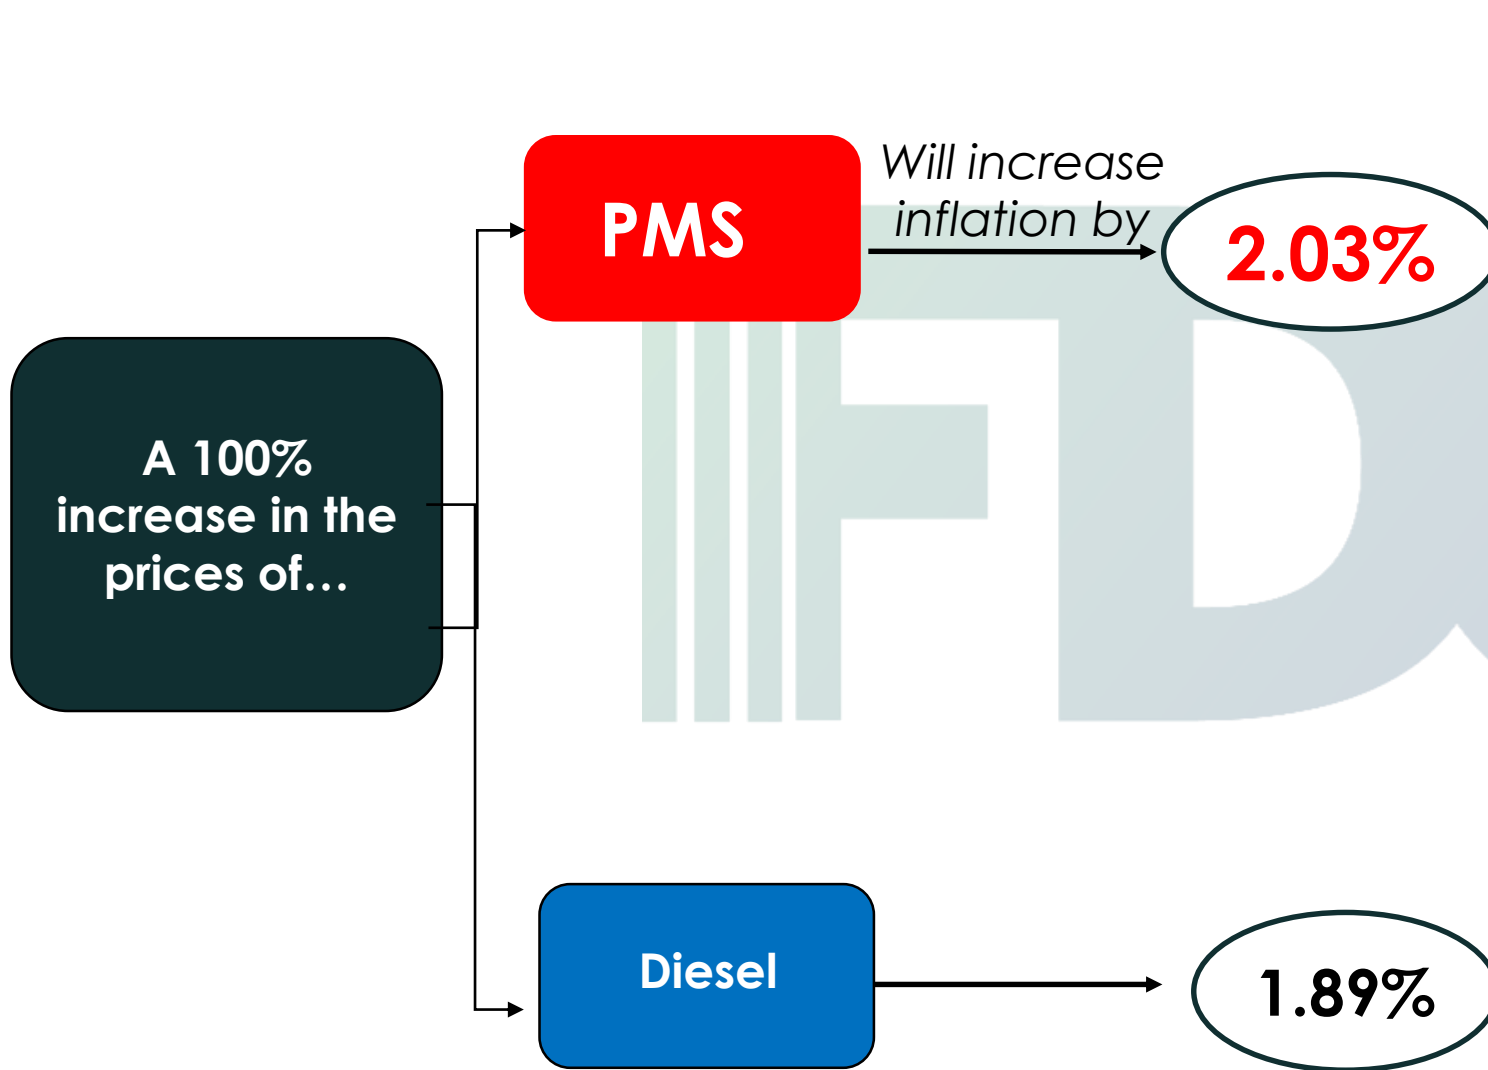 A 100%
increase in the
prices of…
PMS
Will increase
inflation by
2.03%
Diesel
1.89%